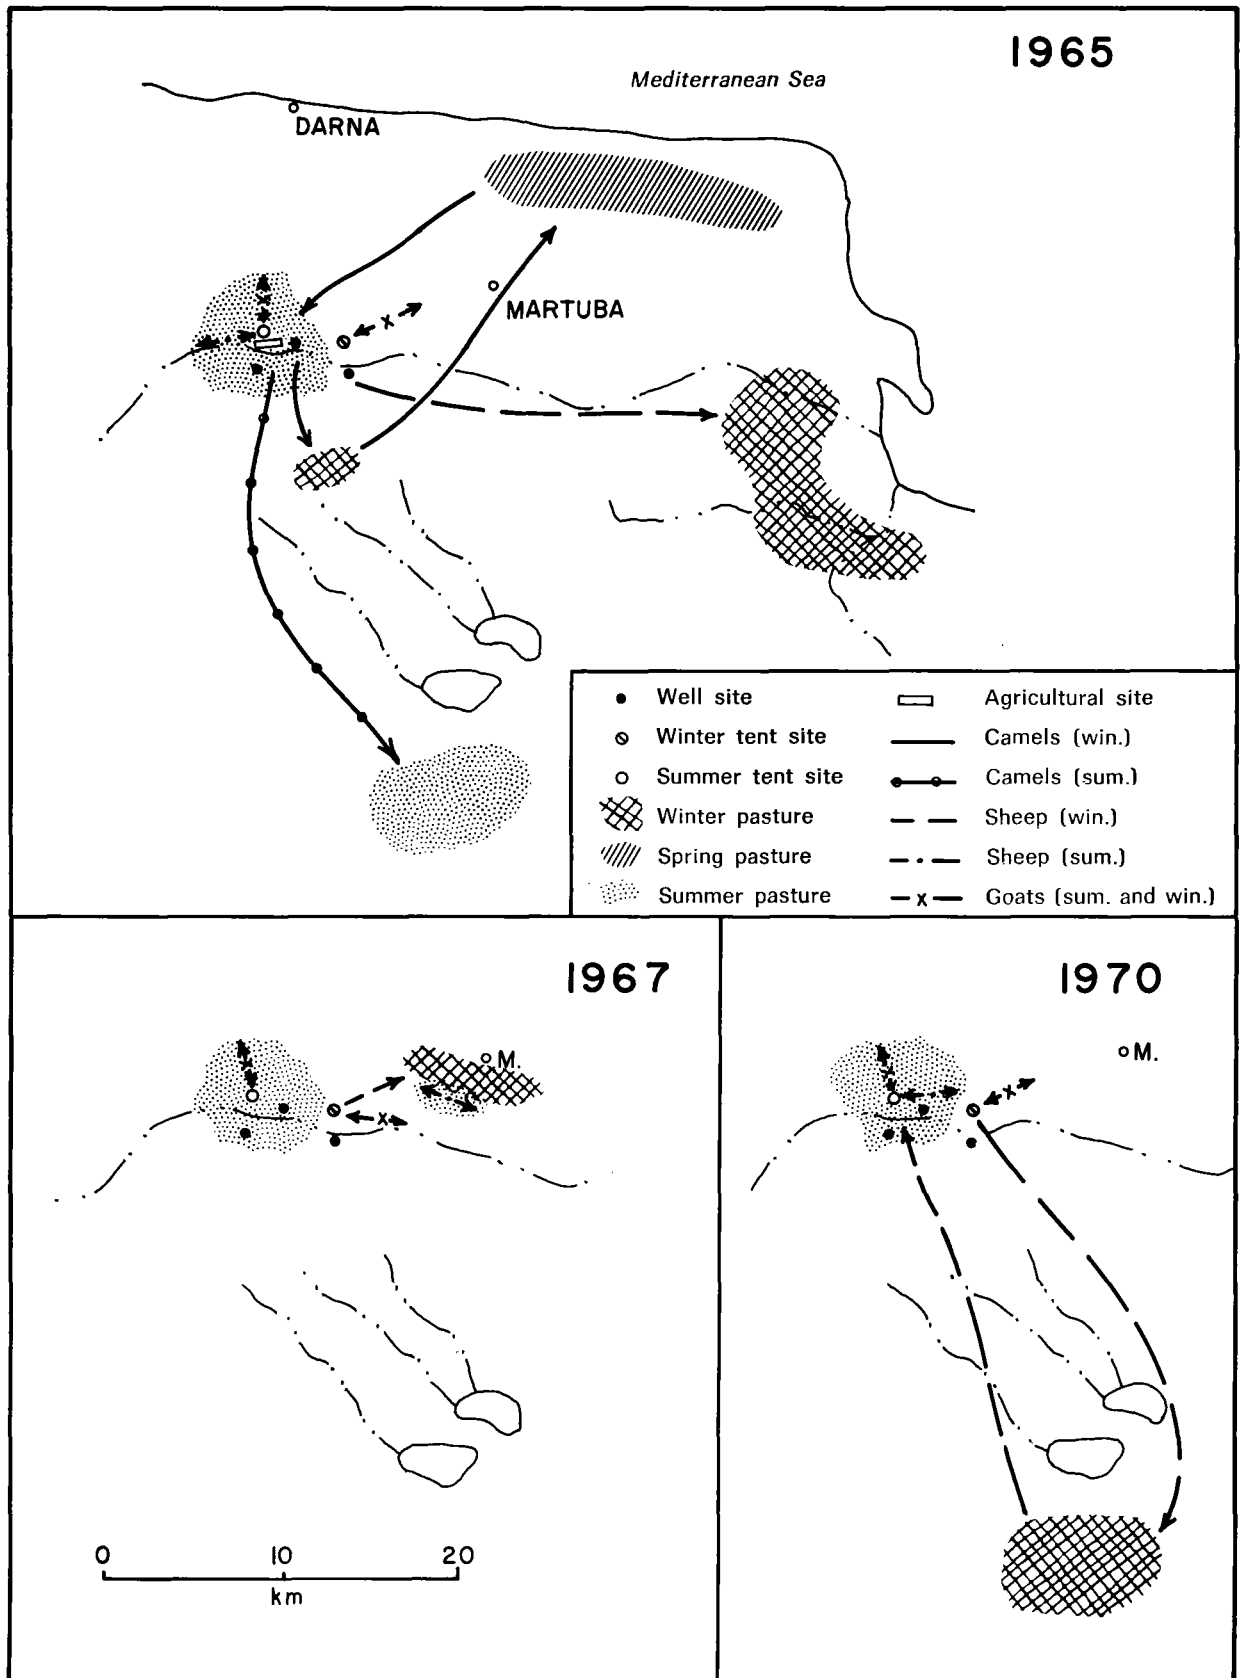 1965
Mediterranean Sea
DARNA
MARTUBA
Well site
Winter tent site
Summer tent site
Winter pasture
Spring pasture
Summer pasture
Agricultural site
Camels (win.)
Camels (sum.)
Sheep (win.)
Sheep (sum.)
Goats (sum. and win.)
1967
M.
0 10 20
km
1970
M.